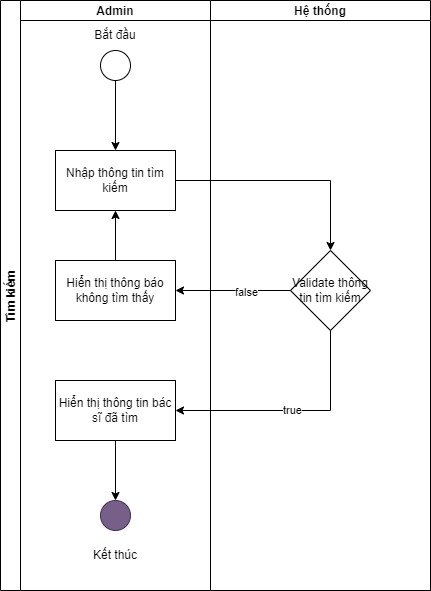 Admin
Hệ thống
Bắt đầu
Nhập thông tin tìm
kiếm
Tìm kiếm
Hiển thị thông báo
không tìm thấy
false
Validate thông
tin tìm kiếm
Hiển thị thông tin bác
sĩ đã tìm
true
Kết thúc